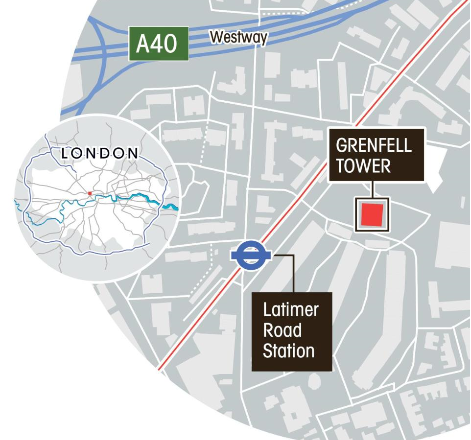 A40
Westway
LONDON
GRENFELL
TOWER
Latimer
Road
Station